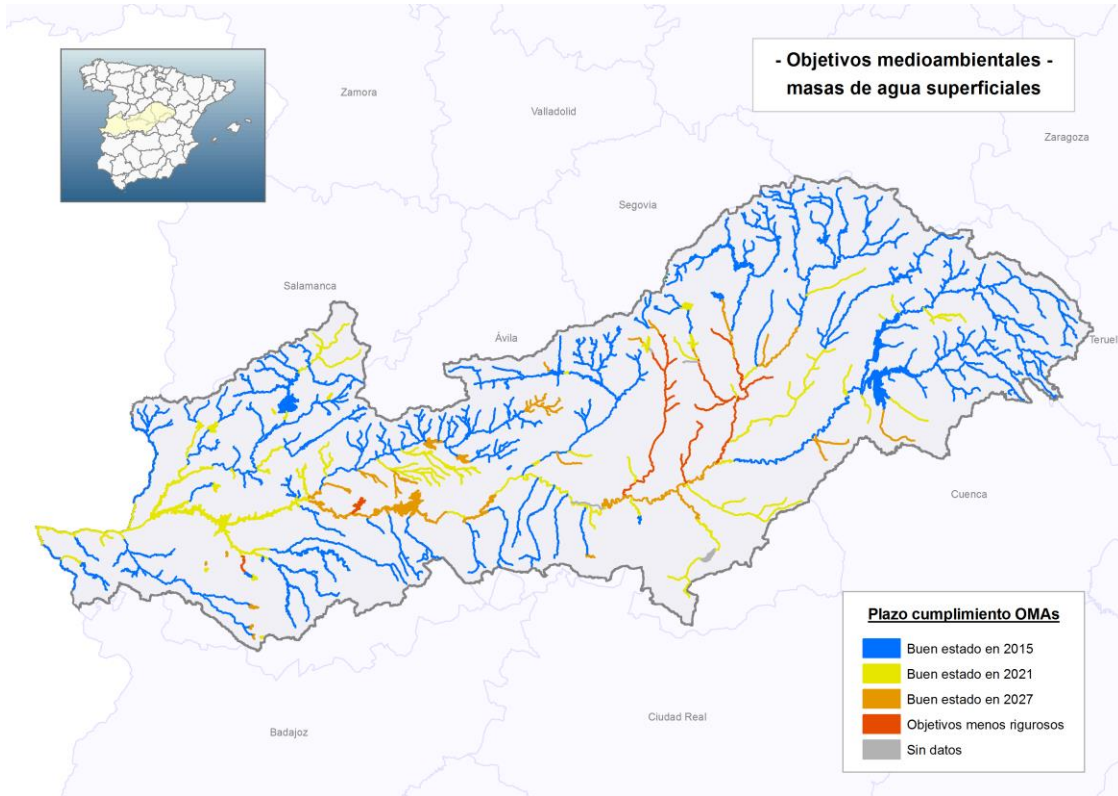 - Objetivos medioambientales -
masas de agua superficiales
Zamora
Valladolid
Zaragoza
Segovia
Salamanca
Ávila
Teruel
Cuenca
Ciudad Real
Badajoz
Plazo cumplimiento OMAs
Buen estado en 2015
Buen estado en 2021
Buen estado en 2027
Objetivos menos rigurosos
Sin datos